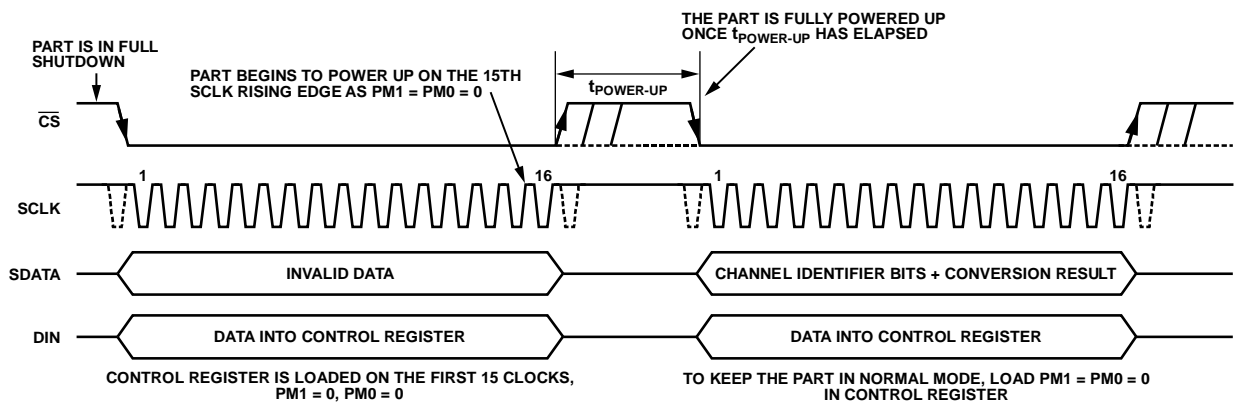 PART IS IN FULL
SHUTDOWN
PART BEGINS TO POWER UP ON THE 15TH
SCLK RISING EDGE AS PM1 = PM0 = 0
THE PART IS FULLY POWERED UP
ONCE tPOWER-UP HAS ELAPSED
tPOWER-UP
CS
1
16
1
16
SCLK
SDATA
INVALID DATA
CHANNEL IDENTIFIER BITS + CONVERSION RESULT
DIN
DATA INTO CONTROL REGISTER
DATA INTO CONTROL REGISTER
CONTROL REGISTER IS LOADED ON THE FIRST 15 CLOCKS,
PM1 = 0, PM0 = 0
TO KEEP THE PART IN NORMAL MODE, LOAD PM1 = PM0 = 0
IN CONTROL REGISTER